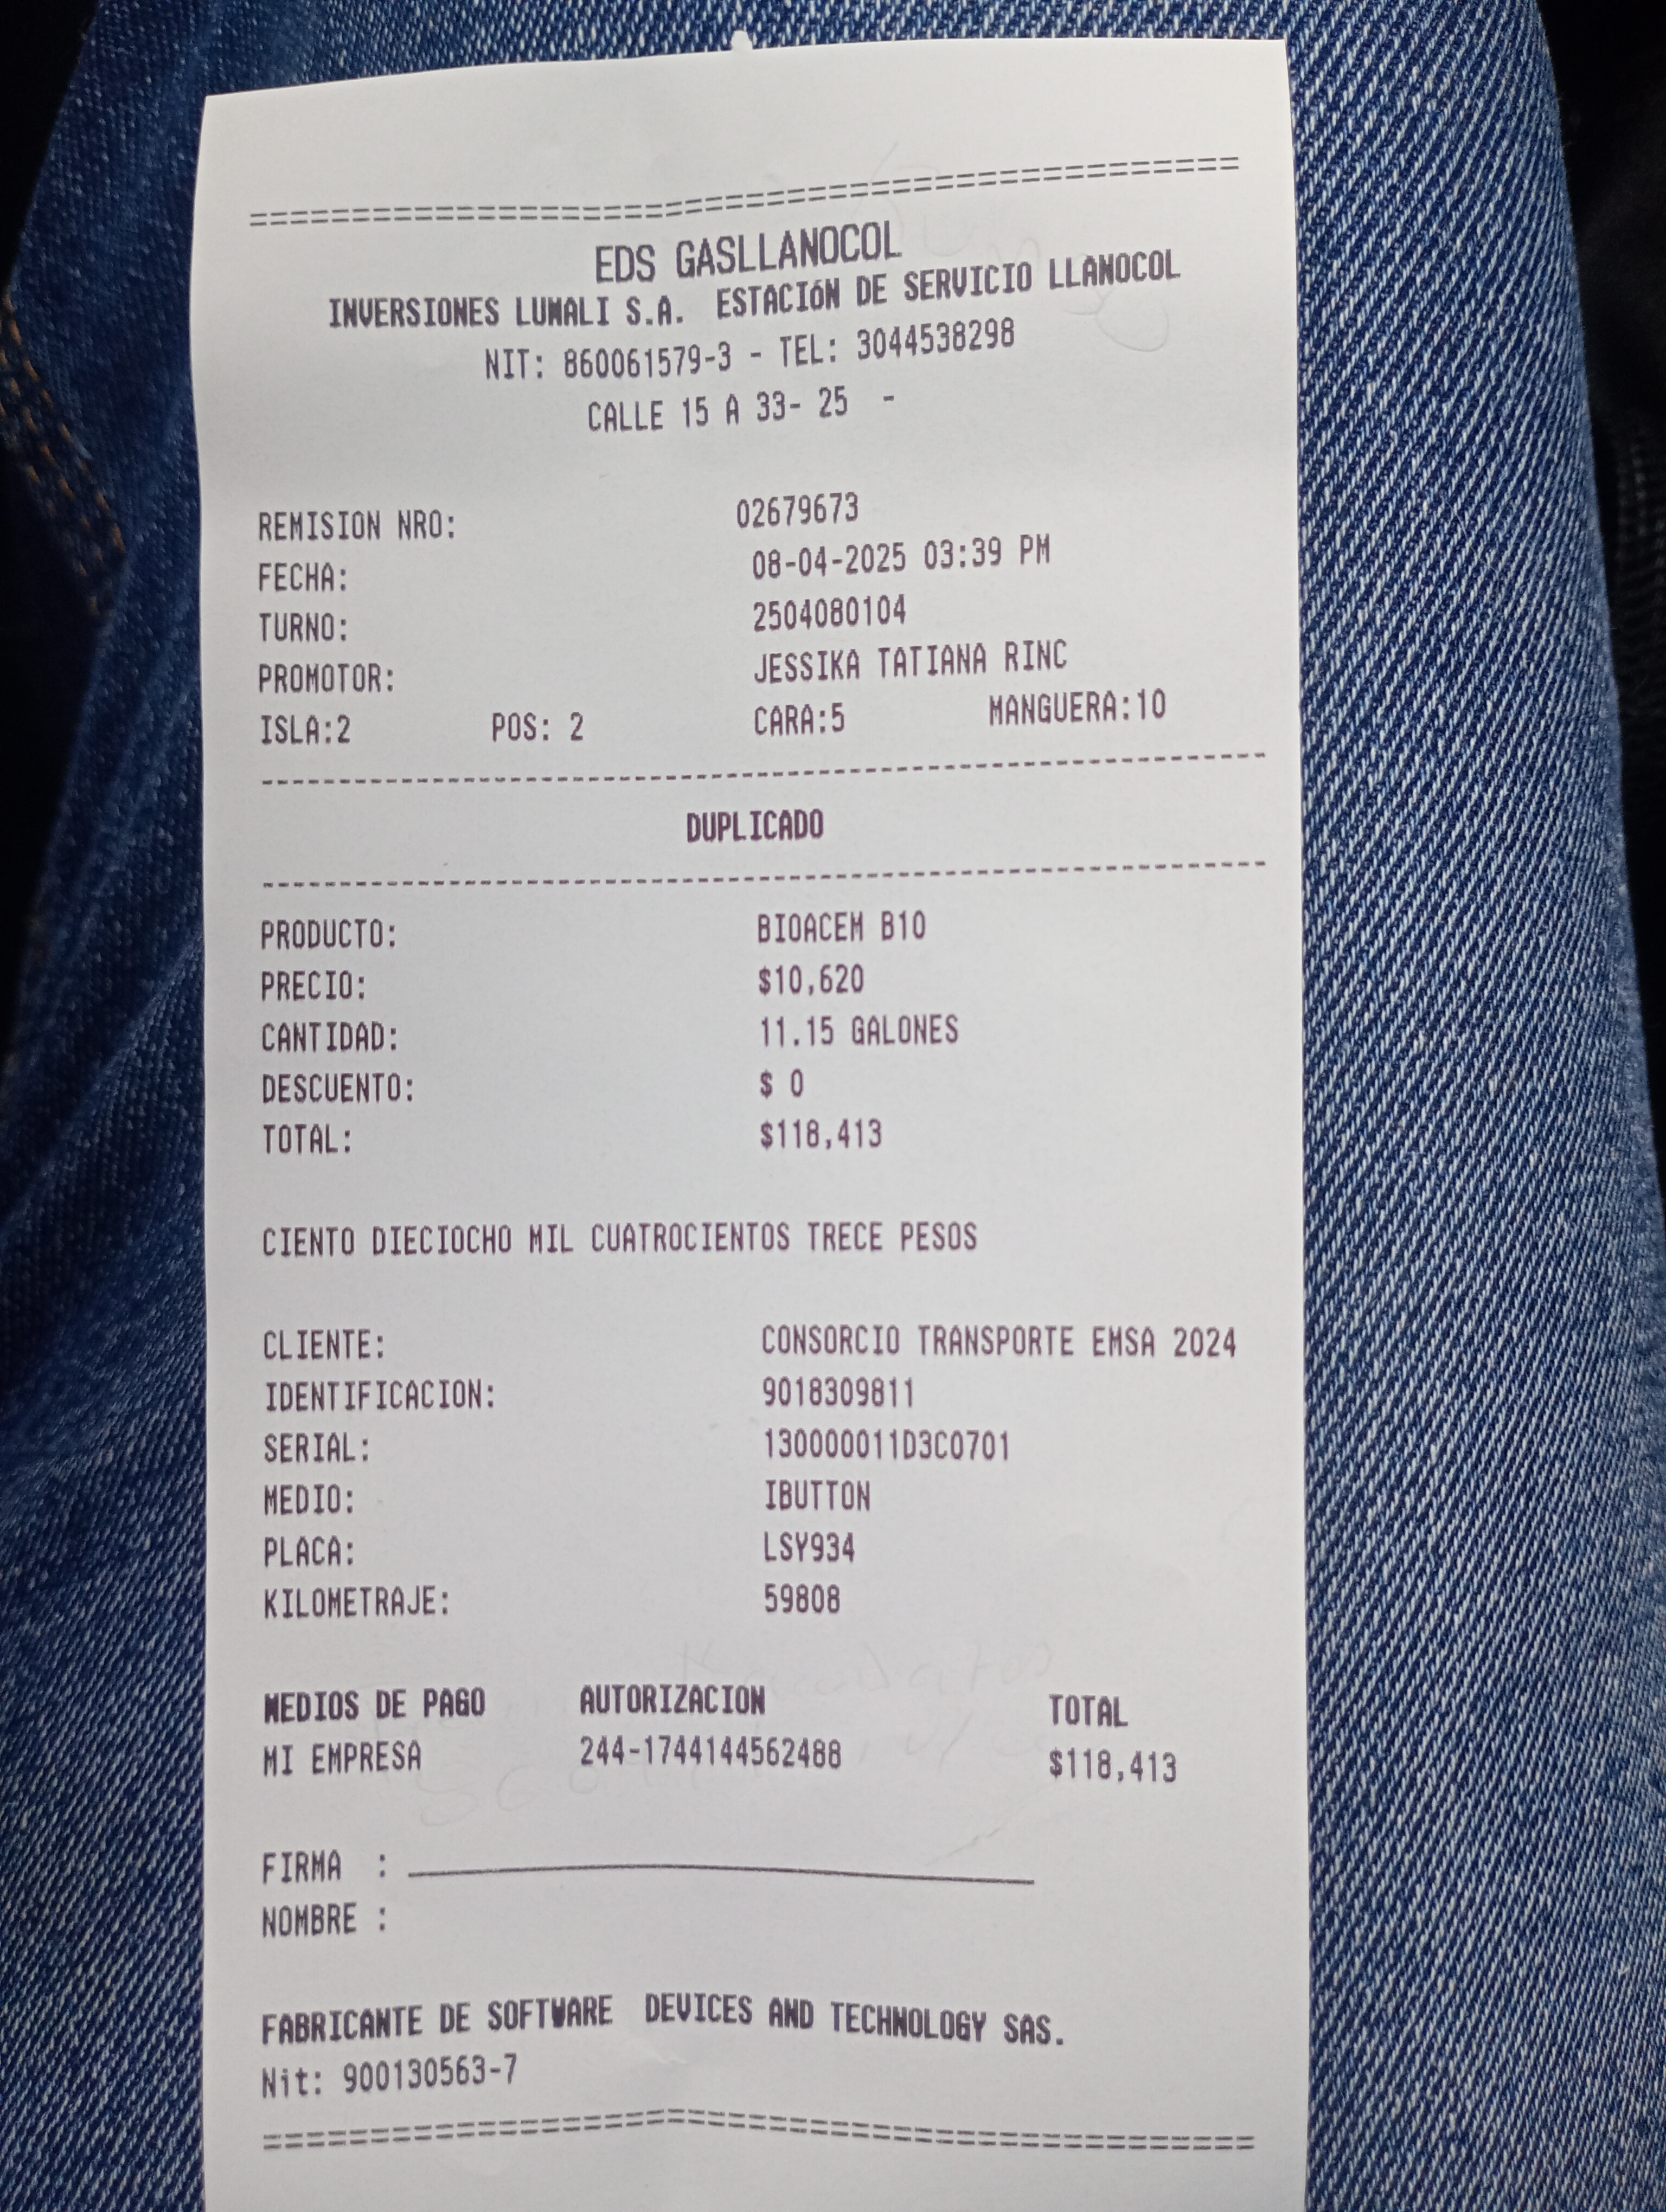 ========================================
EDS GASLLANOCOL
INVERSIONES LUMALI S.A. ESTACIÓN DE SERVICIO LLANOCOL
NIT: 860061579-3 - TEL: 3044538298
CALLE 15 A 33- 25 -
REMISION NRO: 02679673
FECHA: 08-04-2025 03:39 PM
TURNO: 2504080104
PROMOTOR: JESSIKA TATIANA RINC
ISLA:2 POS: 2 CARA:5 MANGUERA:10
DUPLICADO
PRODUCTO: BIOACEM B10
PRECIO: $10,620
CANTIDAD: 11.15 GALONES
DESCUENTO: $ 0
TOTAL: $118,413
CIENTO DIECIOCHO MIL CUATROCIENTOS TRECE PESOS
CLIENTE: CONSORCIO TRANSPORTE EMSA 2024
IDENTIFICACION: 9018309811
SERIAL: 130000011D3C0701
MEDIO: IBUTTON
PLACA: LSY934
KILOMETRAJE: 59808
MEDIOS DE PAGO AUTORIZACION TOTAL
MI EMPRESA 244-1744144562488 $118,413
FIRMA :
NOMBRE :
FABRICANTE DE SOFTWARE DEVICES AND TECHNOLOGY SAS.
Nit: 900130563-7